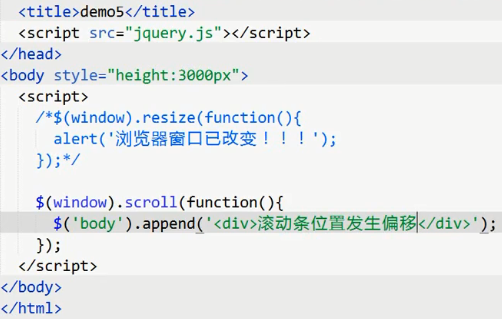 <title>demo5</title>
<script src="jquery.js"></script>
</head>
<body style="height:3000px">
<script>
/*$(window).resize(function(){
alert('浏览器窗口已改变！！！');
});*/
$(window).scroll(function(){
$('body').append('<div>滚动条位置发生偏移</div>');
});
</script>
</body>
</html>